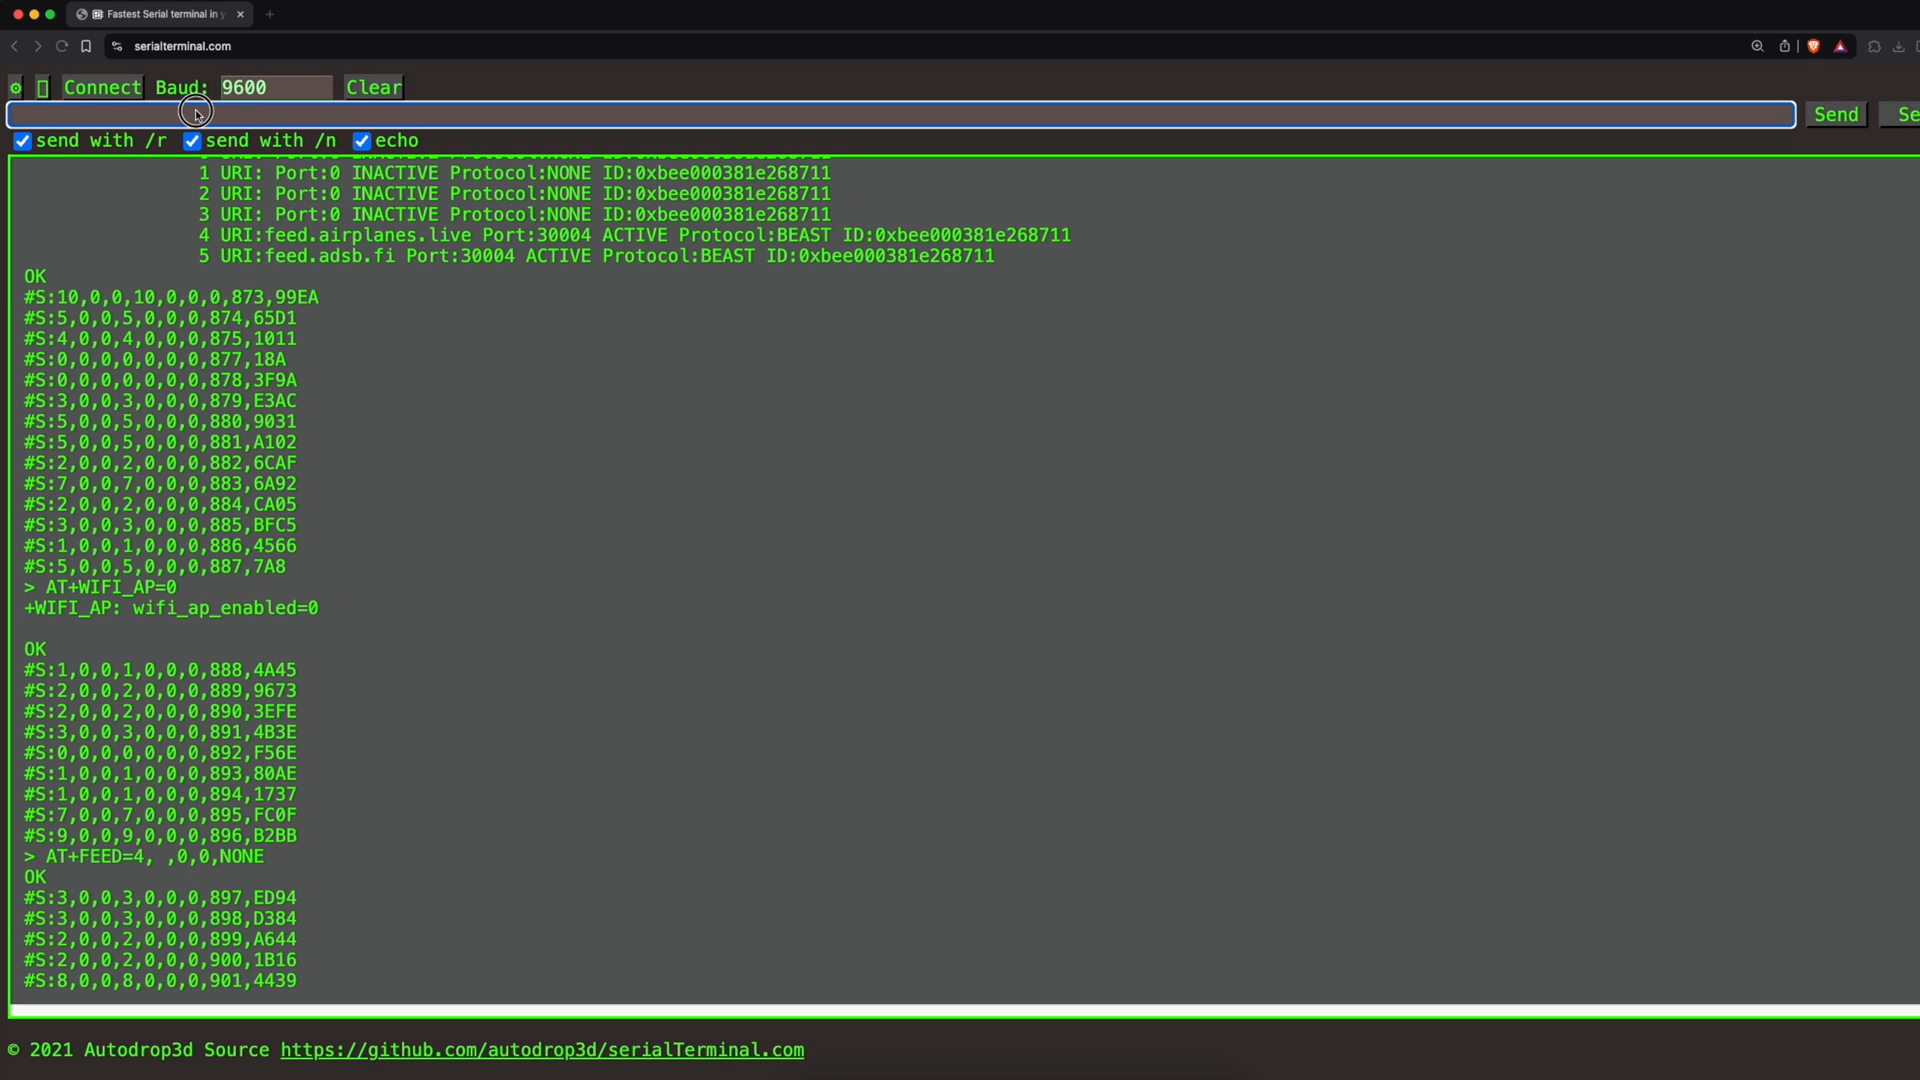 Fastest Serial terminal in y
serialterminal.com
Connect Baud: 9600 Clear
Send Se
send with /r send with /n echo
1 URI: Port:0 INACTIVE Protocol:NONE ID:0xbee000381e268711
2 URI: Port:0 INACTIVE Protocol:NONE ID:0xbee000381e268711
3 URI: Port:0 INACTIVE Protocol:NONE ID:0xbee000381e268711
4 URI:feed.airplanes.live Port:30004 ACTIVE Protocol:BEAST ID:0xbee000381e268711
5 URI:feed.adsb.fi Port:30004 ACTIVE Protocol:BEAST ID:0xbee000381e268711
OK
#S:10,0,0,10,0,0,0,873,99EA
#S:5,0,0,5,0,0,0,874,65D1
#S:4,0,0,4,0,0,0,875,1011
#S:0,0,0,0,0,0,0,877,18A
#S:0,0,0,0,0,0,0,878,3F9A
#S:3,0,0,3,0,0,0,879,E3AC
#S:5,0,0,5,0,0,0,880,9031
#S:5,0,0,5,0,0,0,881,A102
#S:2,0,0,2,0,0,0,882,6CAF
#S:7,0,0,7,0,0,0,883,6A92
#S:2,0,0,2,0,0,0,884,CA05
#S:3,0,0,3,0,0,0,885,BFC5
#S:1,0,0,1,0,0,0,886,4566
#S:5,0,0,5,0,0,0,887,7A8
> AT+WIFI_AP=0
+WIFI_AP: wifi_ap_enabled=0
OK
#S:1,0,0,1,0,0,0,888,4A45
#S:2,0,0,2,0,0,0,889,9673
#S:2,0,0,2,0,0,0,890,3EFE
#S:3,0,0,3,0,0,0,891,4B3E
#S:0,0,0,0,0,0,0,892,F56E
#S:1,0,0,1,0,0,0,893,80AE
#S:1,0,0,1,0,0,0,894,1737
#S:7,0,0,7,0,0,0,895,FC0F
#S:9,0,0,9,0,0,0,896,B2BB
> AT+FEED=4, ,0,0,NONE
OK
#S:3,0,0,3,0,0,0,897,ED94
#S:3,0,0,3,0,0,0,898,D384
#S:2,0,0,2,0,0,0,899,A644
#S:2,0,0,2,0,0,0,900,1B16
#S:8,0,0,8,0,0,0,901,4439
© 2021 Autodrop3d Source https://github.com/autodrop3d/serialTerminal.com